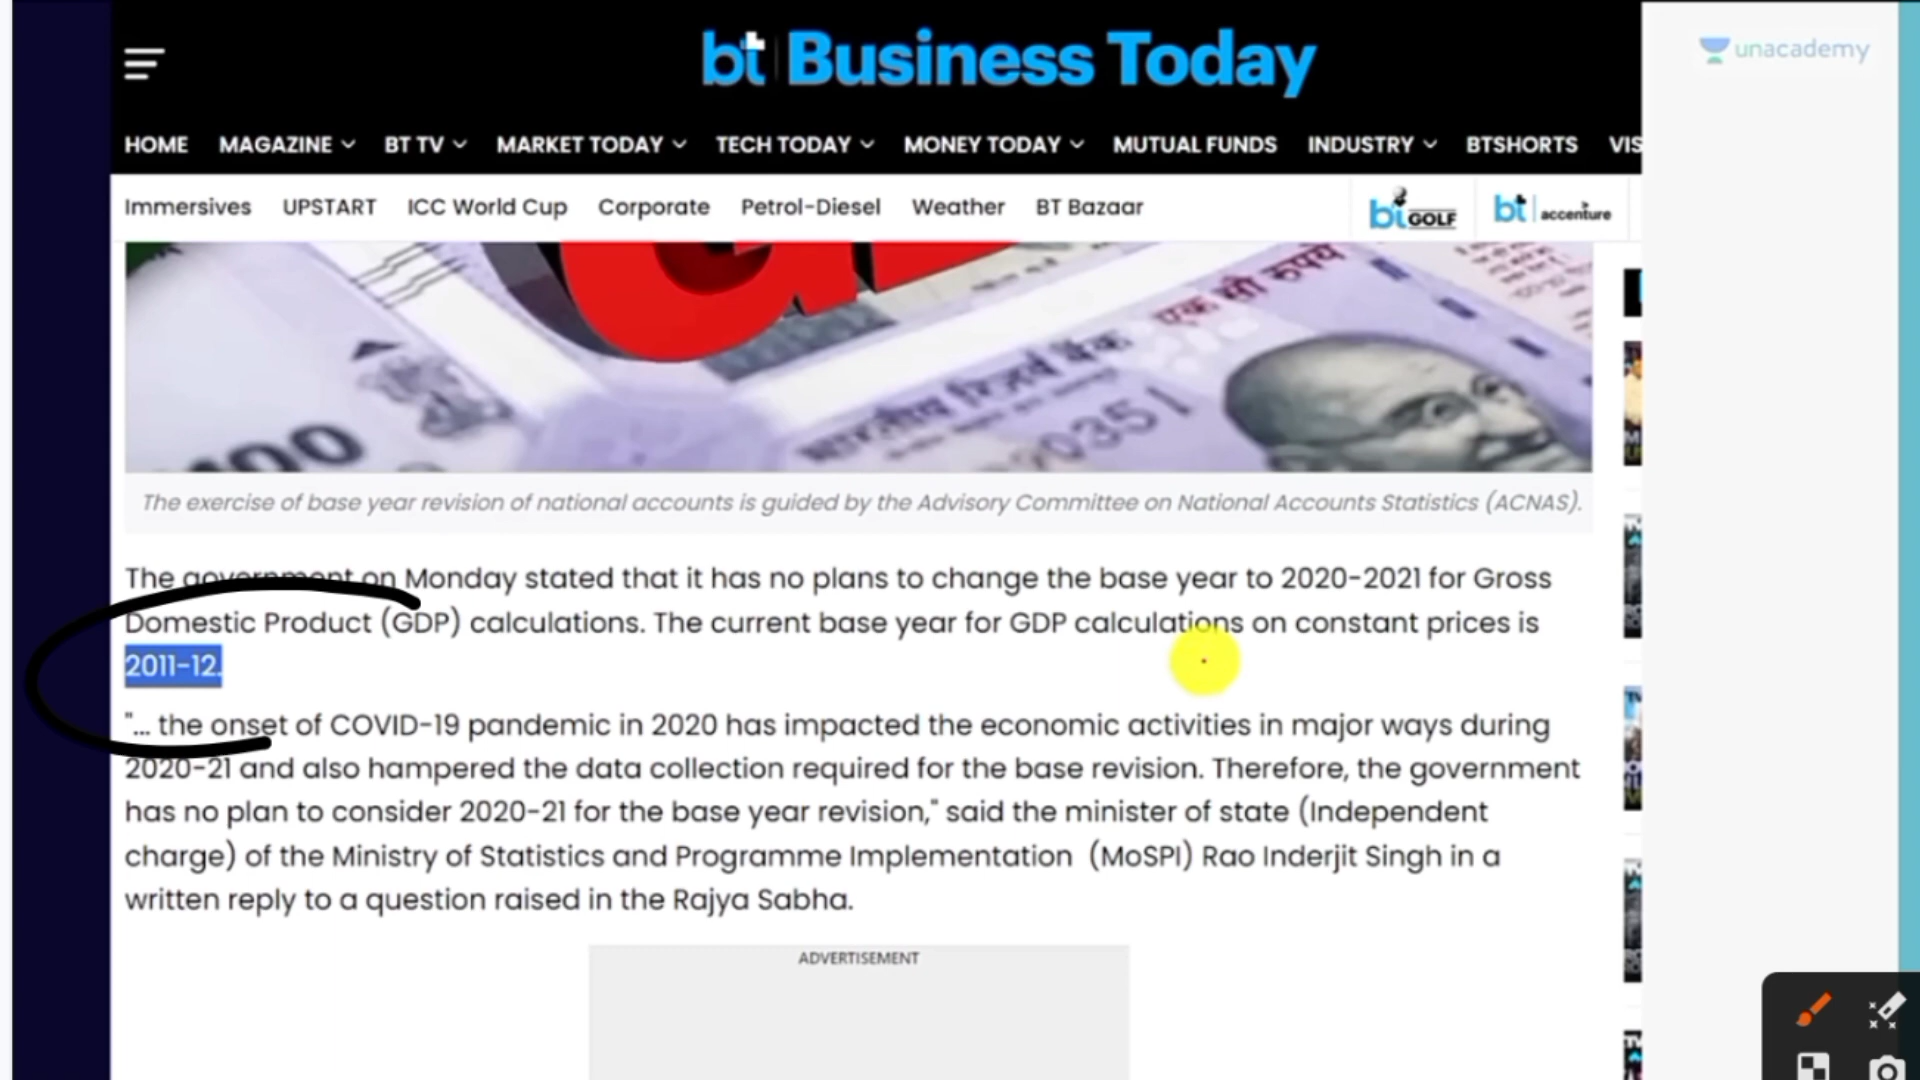 bt Business Today
unacademy
HOME MAGAZINE BT TV MARKET TODAY TECH TODAY MONEY TODAY MUTUAL FUNDS INDUSTRY BTSHORTS VIS
Immersives UPSTART ICC World Cup Corporate Petrol-Diesel Weather BT Bazaar bt GOLF bt accenture
एक सौ रुपये
भारतीय रिज़र्व बैंक
100
The exercise of base year revision of national accounts is guided by the Advisory Committee on National Accounts Statistics (ACNAS).
The government on Monday stated that it has no plans to change the base year to 2020-2021 for Gross
Domestic Product (GDP) calculations. The current base year for GDP calculations on constant prices is
2011-12.
"... the onset of COVID-19 pandemic in 2020 has impacted the economic activities in major ways during
2020-21 and also hampered the data collection required for the base revision. Therefore, the government
has no plan to consider 2020-21 for the base year revision," said the minister of state (Independent
charge) of the Ministry of Statistics and Programme Implementation (MoSPI) Rao Inderjit Singh in a
written reply to a question raised in the Rajya Sabha.
ADVERTISEMENT